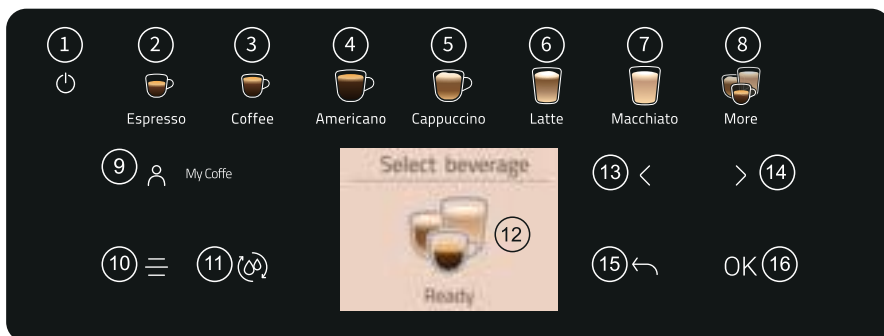 1 2 3 4 5 6 7 8
Espresso Coffee Americano Cappuccino Latte Macchiato More
9 My Coffe
Select beverage
13 < > 14
12
10 11 15 OK 16
Ready